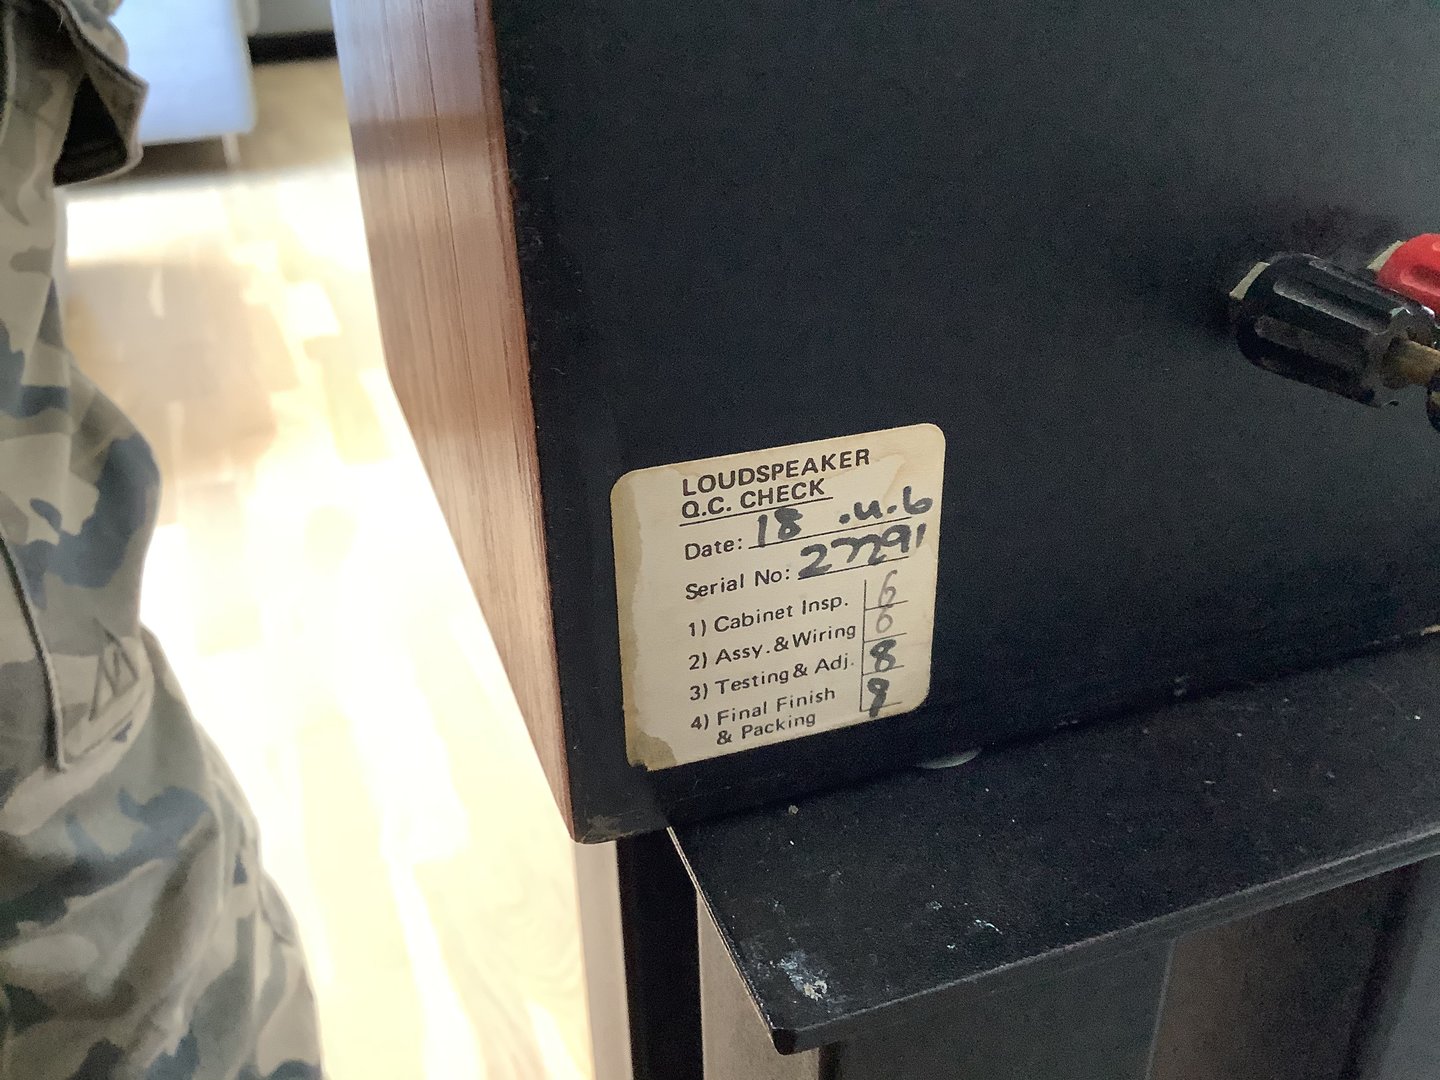 LOUDSPEAKER
Q.C. CHECK
Date: 18 .u.6
Serial No: 27291
1) Cabinet Insp. 6
2) Assy. & Wiring 6
3) Testing & Adj. 8
4) Final Finish 9
& Packing